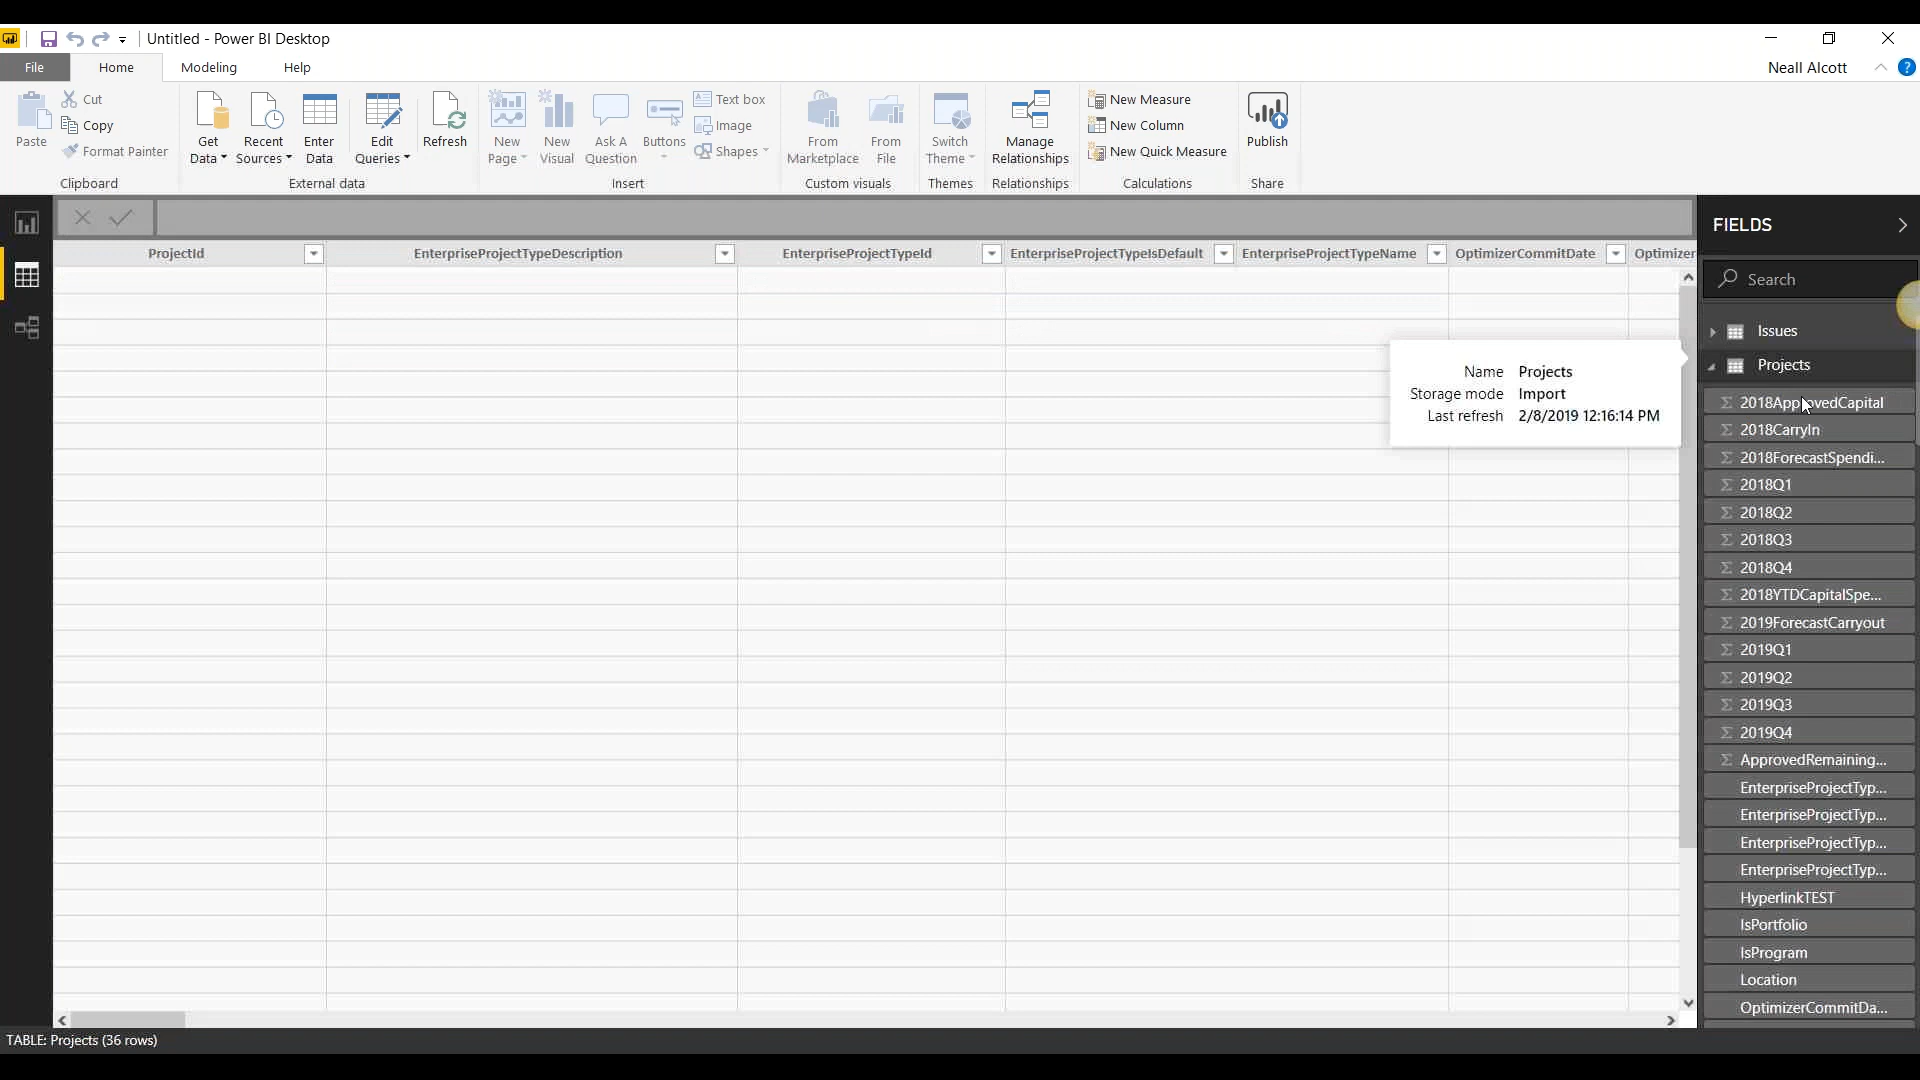 Untitled - Power BI Desktop
File
Home
Modeling
Help
Neall Alcott
?
Paste
Cut
Copy
Format Painter
Clipboard
Get Data
Recent Sources
Enter Data
Edit Queries
Refresh
External data
New Page
New Visual
Ask A Question
Buttons
Text box
Image
Shapes
Insert
From Marketplace
From File
Custom visuals
Switch Theme
Themes
Manage Relationships
Relationships
New Measure
New Column
New Quick Measure
Calculations
Publish
Share
ProjectId
EnterpriseProjectTypeDescription
EnterpriseProjectTypeId
EnterpriseProjectTypeIsDefault
EnterpriseProjectTypeName
OptimizerCommitDate
Optimizer
Name Projects
Storage mode Import
Last refresh 2/8/2019 12:16:14 PM
FIELDS
Search
Issues
Projects
2018ApprovedCapital
2018CarryIn
2018ForecastSpendi...
2018Q1
2018Q2
2018Q3
2018Q4
2018YTDCapitalSpe...
2019ForecastCarryout
2019Q1
2019Q2
2019Q3
2019Q4
ApprovedRemaining...
EnterpriseProjectTyp...
EnterpriseProjectTyp...
EnterpriseProjectTyp...
EnterpriseProjectTyp...
HyperlinkTEST
IsPortfolio
IsProgram
Location
OptimizerCommitDa...
TABLE: Projects (36 rows)